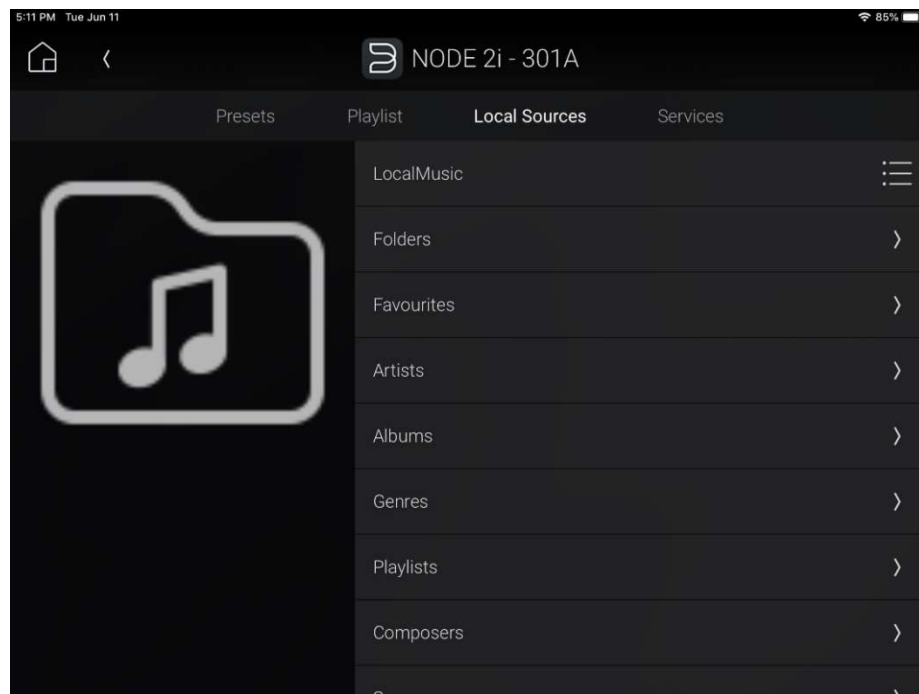 5:11 PM Tue Jun 11 85%
NODE 2i - 301A
Presets Playlist Local Sources Services
LocalMusic
Folders
Favourites
Artists
Albums
Genres
Playlists
Composers